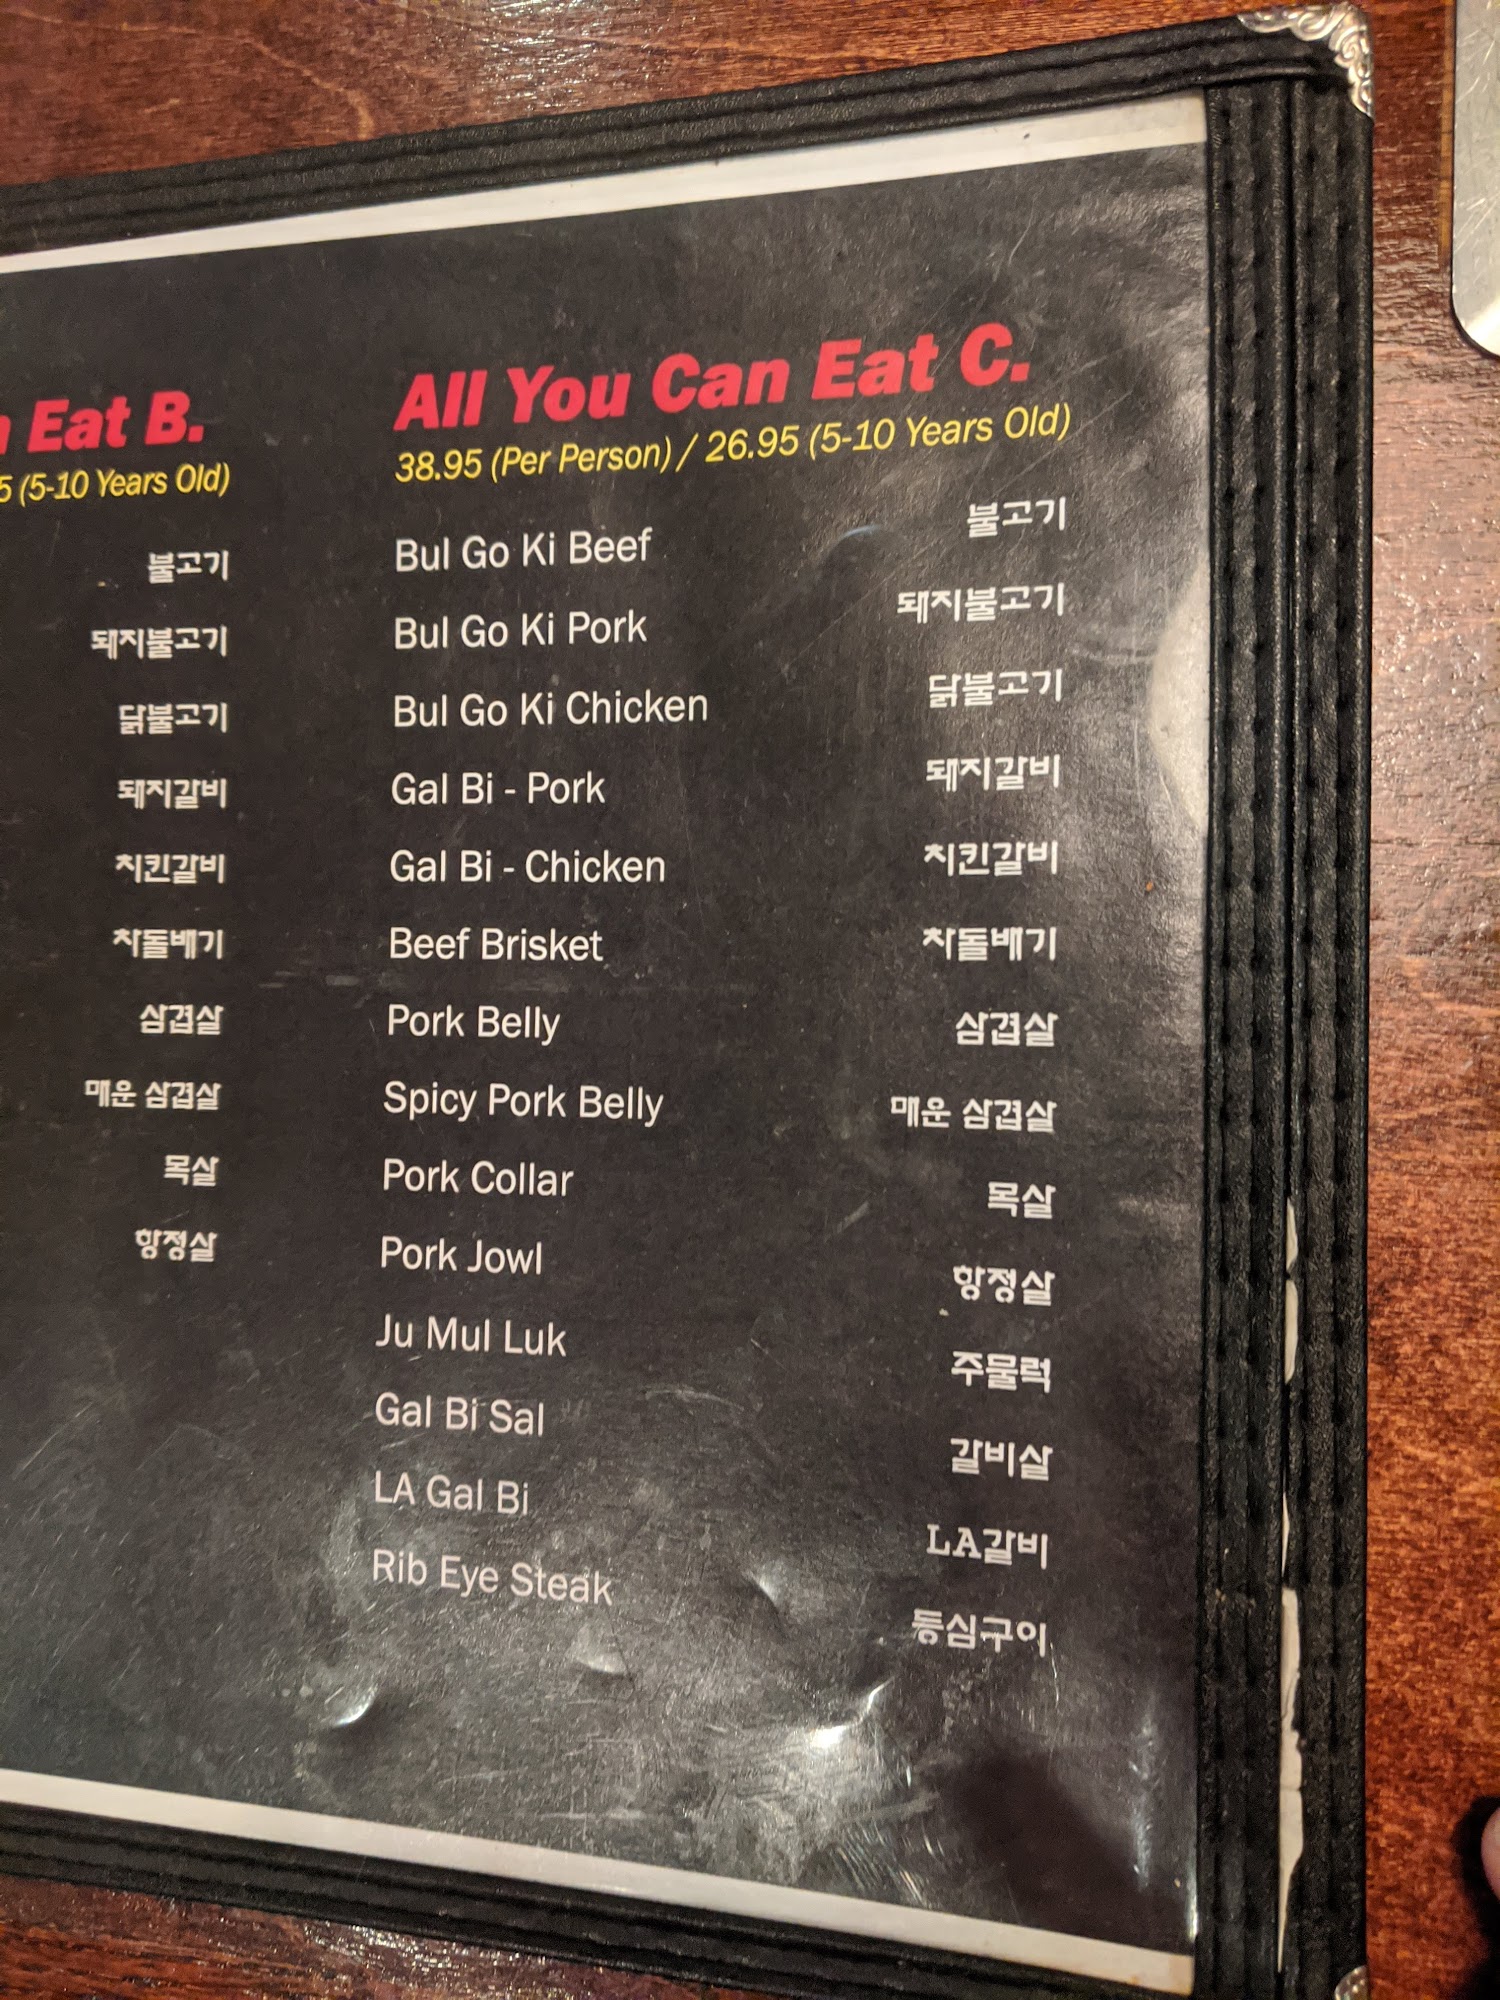 Eat B.
5 (5-10 Years Old)
불고기
돼지불고기
닭불고기
돼지갈비
치킨갈비
차돌배기
삼겹살
매운 삼겹살
목살
항정살
All You Can Eat C.
38.95 (Per Person) / 26.95 (5-10 Years Old)
Bul Go Ki Beef 불고기
Bul Go Ki Pork 돼지불고기
Bul Go Ki Chicken 닭불고기
Gal Bi - Pork 돼지갈비
Gal Bi - Chicken 치킨갈비
Beef Brisket 차돌배기
Pork Belly 삼겹살
Spicy Pork Belly 매운 삼겹살
Pork Collar 목살
Pork Jowl 항정살
Ju Mul Luk 주물럭
Gal Bi Sal 갈비살
LA Gal Bi LA갈비
Rib Eye Steak 등심구이